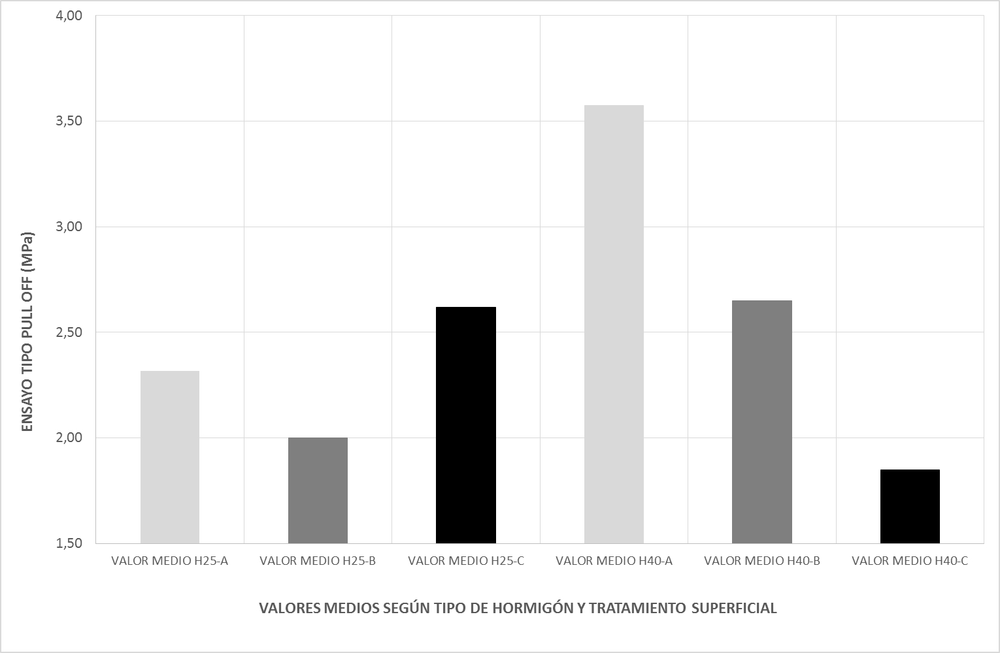 4,00
3,50
3,00
2,50
2,00
1,50
ENSAYO TIPO PULL OFF (MPa)
VALOR MEDIO H25-A
VALOR MEDIO H25-B
VALOR MEDIO H25-C
VALOR MEDIO H40-A
VALOR MEDIO H40-B
VALOR MEDIO H40-C
VALORES MEDIOS SEGÚN TIPO DE HORMIGÓN Y TRATAMIENTO SUPERFICIAL